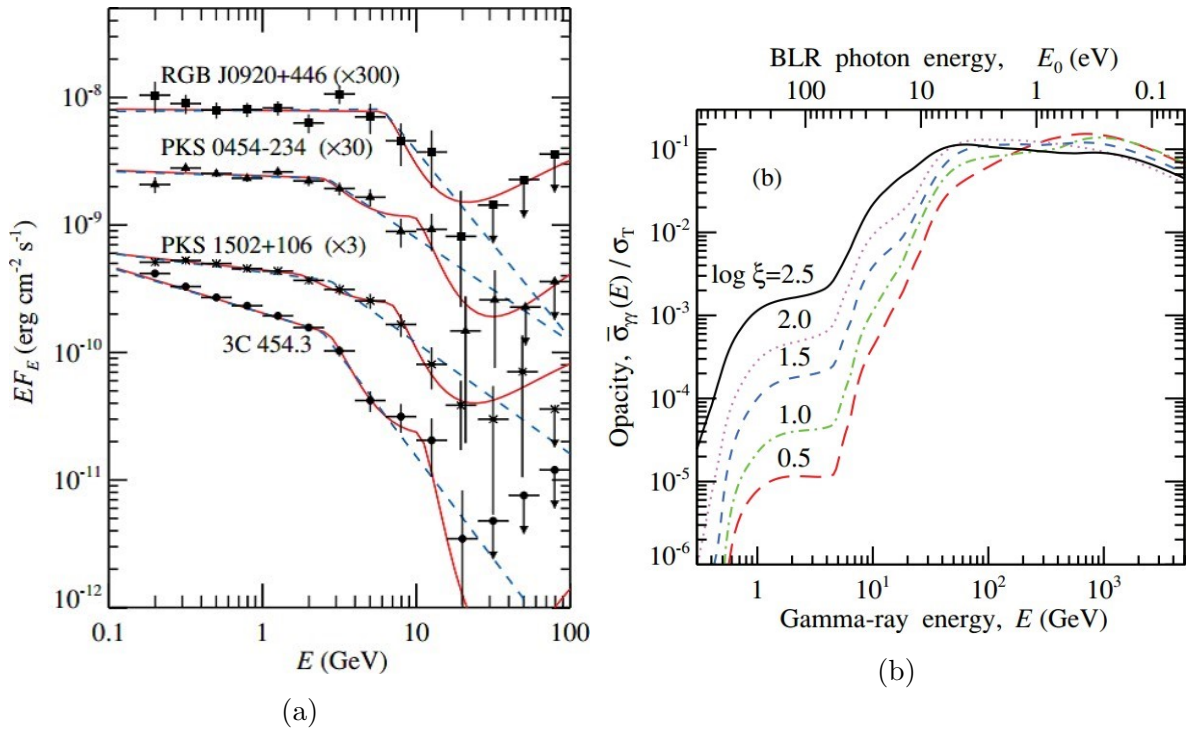 RGB J0920+446 (×300)
PKS 0454-234 (×30)
PKS 1502+106 (×3)
3C 454.3
10⁻⁸
10⁻⁹
10⁻¹⁰
10⁻¹¹
10⁻¹²
EF_E (erg cm⁻² s⁻¹)
0.1 1 10 100
E (GeV)
(a)
BLR photon energy, E₀ (eV)
100 10 1 0.1
(b)
log ξ=2.5
2.0
1.5
1.0
0.5
10⁻¹
10⁻²
10⁻³
10⁻⁴
10⁻⁵
10⁻⁶
Opacity, σ̅_γγ(E) / σ_T
1 10¹ 10² 10³
Gamma-ray energy, E (GeV)
(b)